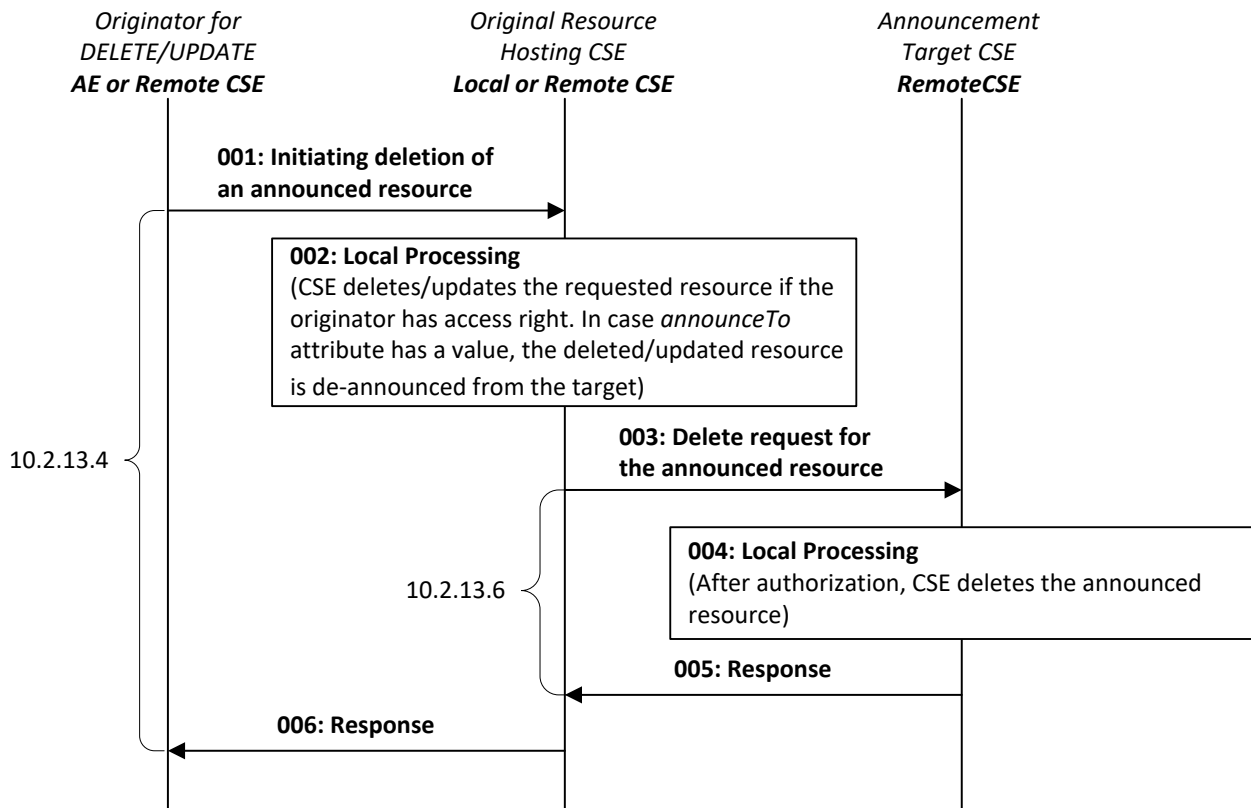 Originator for
DELETE/UPDATE
AE or Remote CSE
Original Resource
Hosting CSE
Local or Remote CSE
Announcement
Target CSE
RemoteCSE
001: Initiating deletion of
an announced resource
002: Local Processing
(CSE deletes/updates the requested resource if the
originator has access right. In case announceTo
attribute has a value, the deleted/updated resource
is de-announced from the target)
10.2.13.4
003: Delete request for
the announced resource
004: Local Processing
(After authorization, CSE deletes the announced
resource)
10.2.13.6
005: Response
006: Response